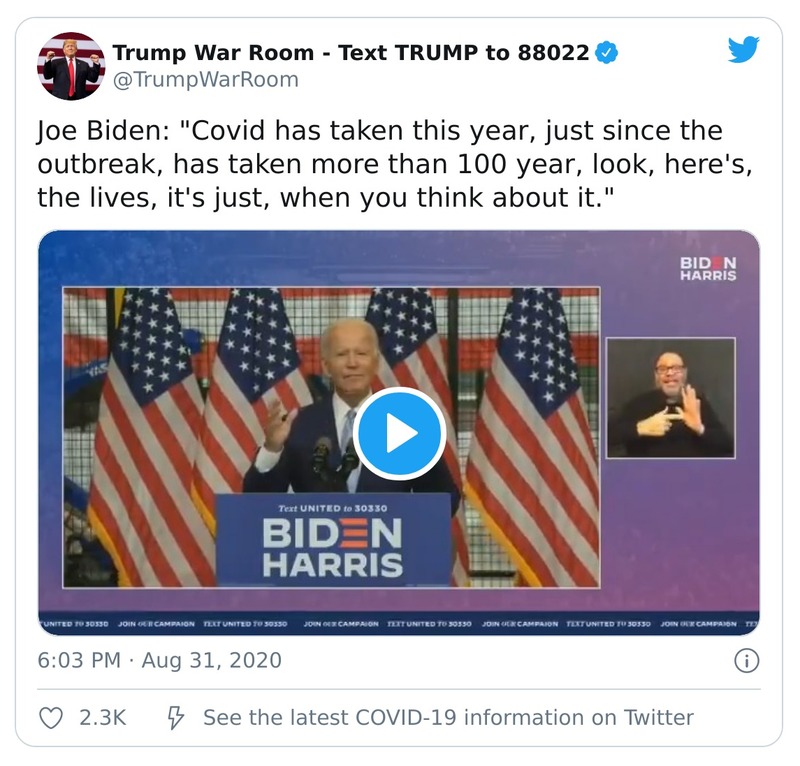 Trump War Room - Text TRUMP to 88022
@TrumpWarRoom
Joe Biden: "Covid has taken this year, just since the
outbreak, has taken more than 100 year, look, here's,
the lives, it's just, when you think about it."
BIDEN
HARRIS
Text UNITED to 30330
BIDEN
HARRIS
UNITED TO 30330 JOIN OUR CAMPAIGN TEXT UNITED TO 30330 JOIN OUR CAMPAIGN TEXT UNITED TO 30330 JOIN OUR CAMPAIGN TEXT UNITED TO 30330 JOIN OUR CAMPAIGN
6:03 PM · Aug 31, 2020
2.3K See the latest COVID-19 information on Twitter